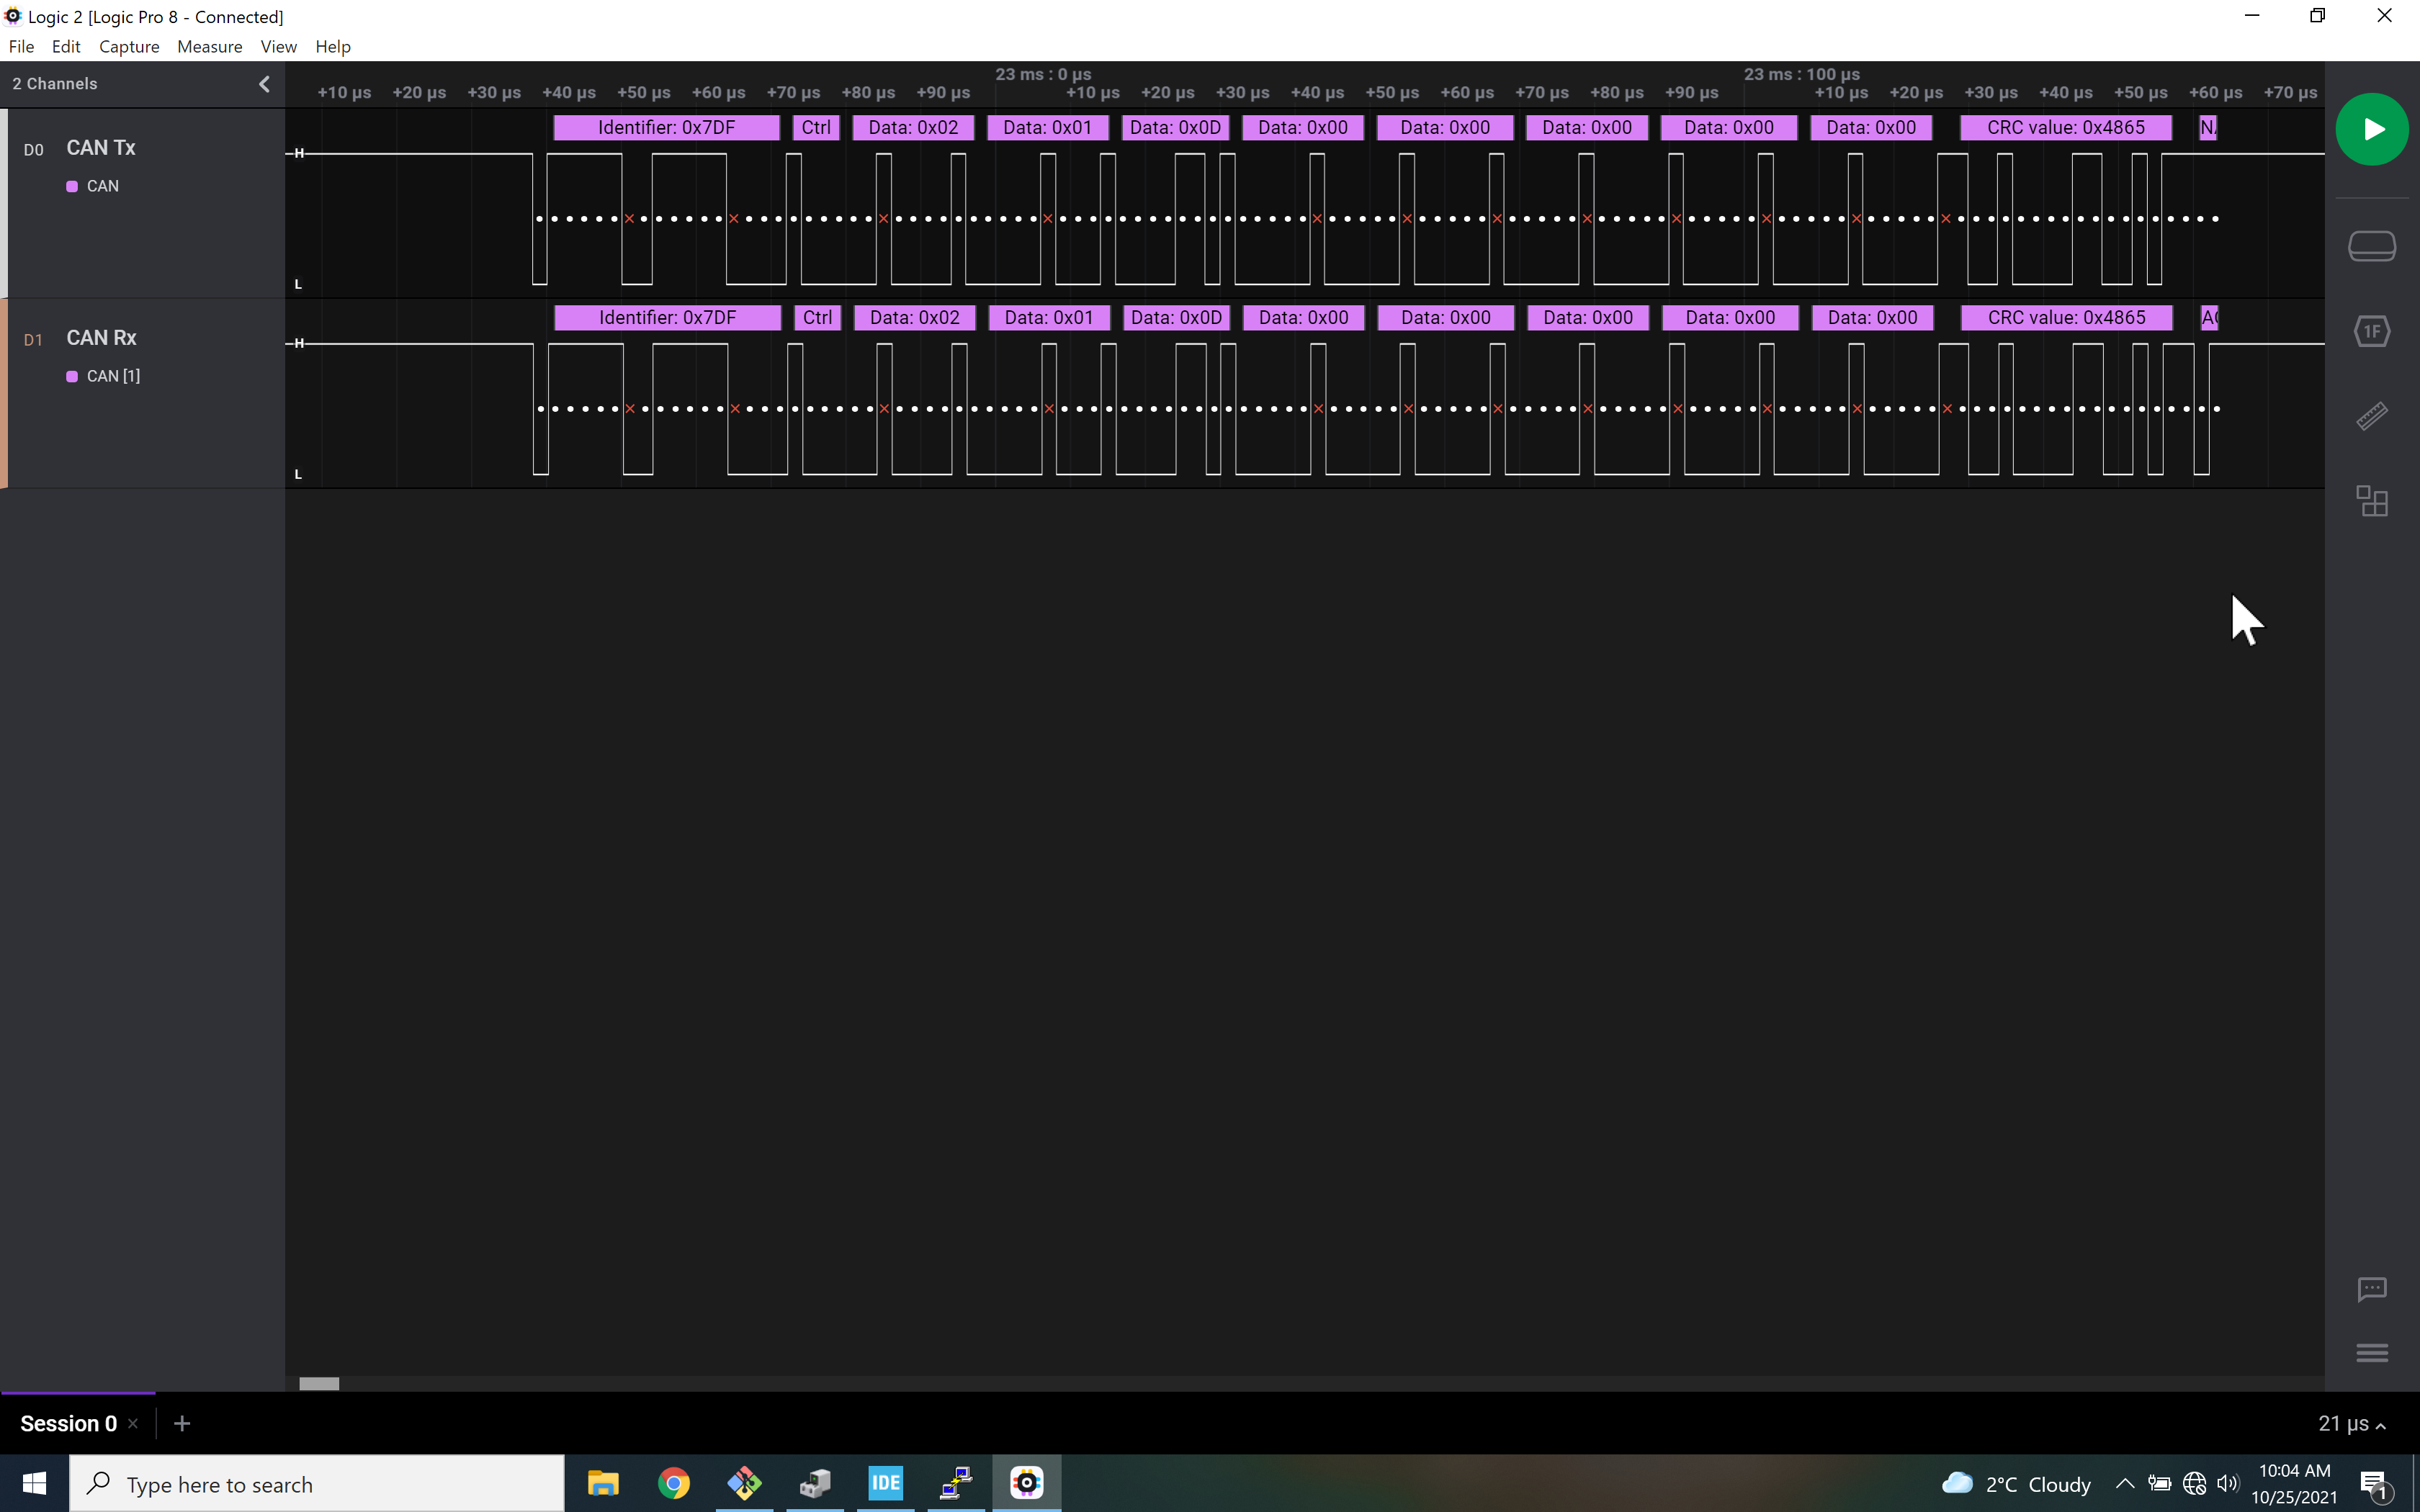 Logic 2 [Logic Pro 8 - Connected]
File Edit Capture Measure View Help
2 Channels
23 ms : 0 µs 23 ms : 100 µs
+10 µs +20 µs +30 µs +40 µs +50 µs +60 µs +70 µs +80 µs +90 µs +10 µs +20 µs +30 µs +40 µs +50 µs +60 µs +70 µs +80 µs +90 µs +10 µs +20 µs +30 µs +40 µs +50 µs +60 µs +70 µs
D0 CAN Tx
CAN
Identifier: 0x7DF Ctrl Data: 0x02 Data: 0x01 Data: 0x0D Data: 0x00 Data: 0x00 Data: 0x00 Data: 0x00 Data: 0x00 CRC value: 0x4865
H
L
D1 CAN Rx
CAN [1]
Identifier: 0x7DF Ctrl Data: 0x02 Data: 0x01 Data: 0x0D Data: 0x00 Data: 0x00 Data: 0x00 Data: 0x00 Data: 0x00 CRC value: 0x4865
H
L
1F
Session 0
21 µs
Type here to search
IDE
2°C Cloudy
10:04 AM
10/25/2021
1